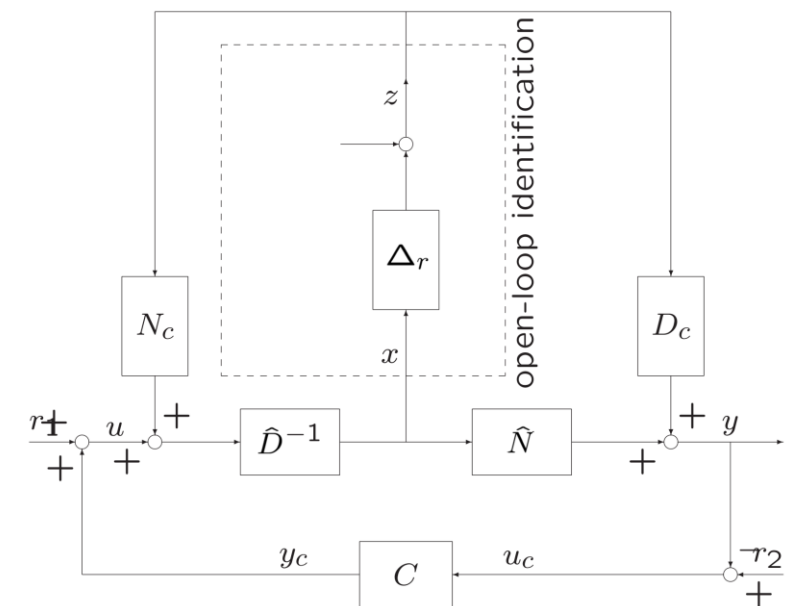 z
open-loop identification
Δr
Nc
Dc
x
r1
+
u
+
D̂−1
N̂
+
y
+
+
+
yc
C
uc
−
r2
+